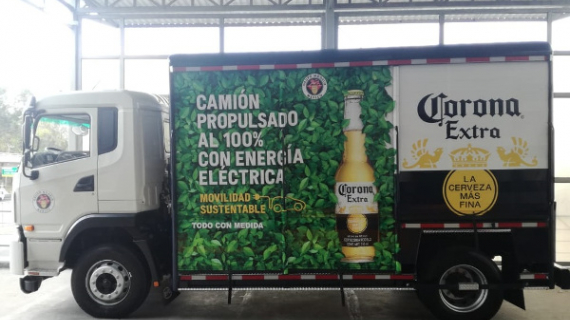 CAMIÓN
PROPULSADO
AL 100%
CON ENERGÍA
ELÉCTRICA
MOVILIDAD
SUSTENTABLE
TODO CON MEDIDA
Corona
Extra
Corona
Extra
LA
CERVEZA
MÁS
FINA